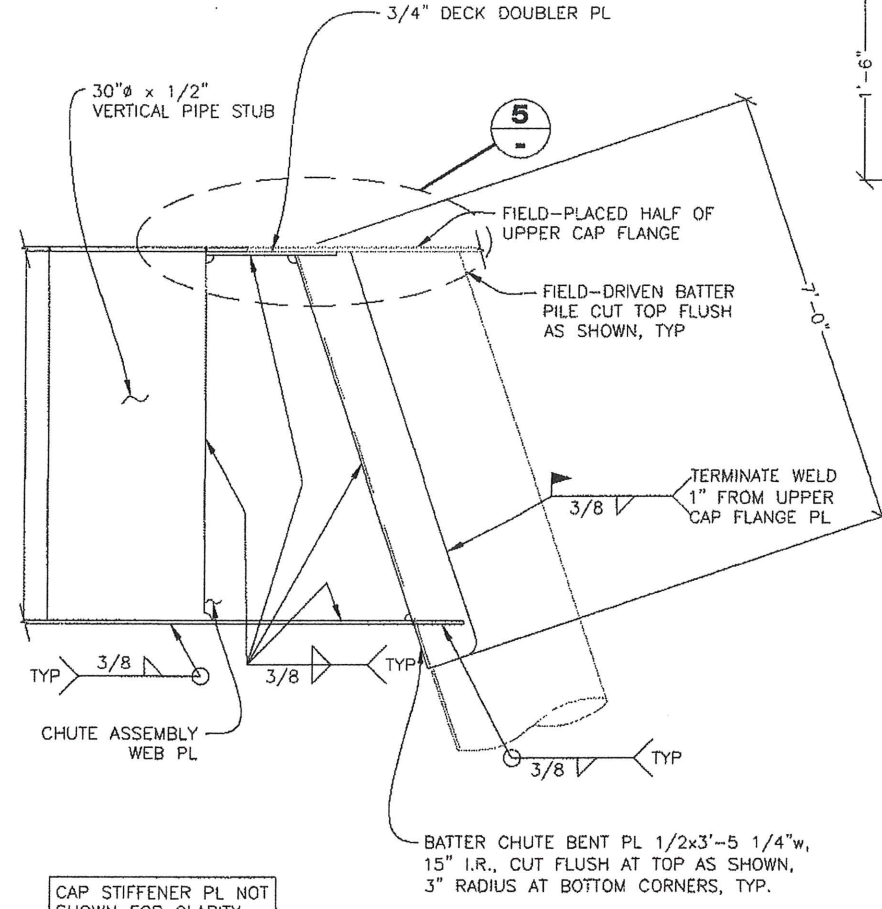 3/4" DECK DOUBLER PL
30"ø x 1/2"
VERTICAL PIPE STUB
1'-6"
5
-
FIELD-PLACED HALF OF
UPPER CAP FLANGE
FIELD-DRIVEN BATTER
PILE CUT TOP FLUSH
AS SHOWN, TYP
7'-0"
3/8
TERMINATE WELD
1" FROM UPPER
CAP FLANGE PL
TYP 3/8
3/8 TYP
CHUTE ASSEMBLY
WEB PL
3/8 TYP
BATTER CHUTE BENT PL 1/2x3'-5 1/4"w,
15" I.R., CUT FLUSH AT TOP AS SHOWN,
3" RADIUS AT BOTTOM CORNERS, TYP.
CAP STIFFENER PL NOT
SHOWN FOR CLARITY